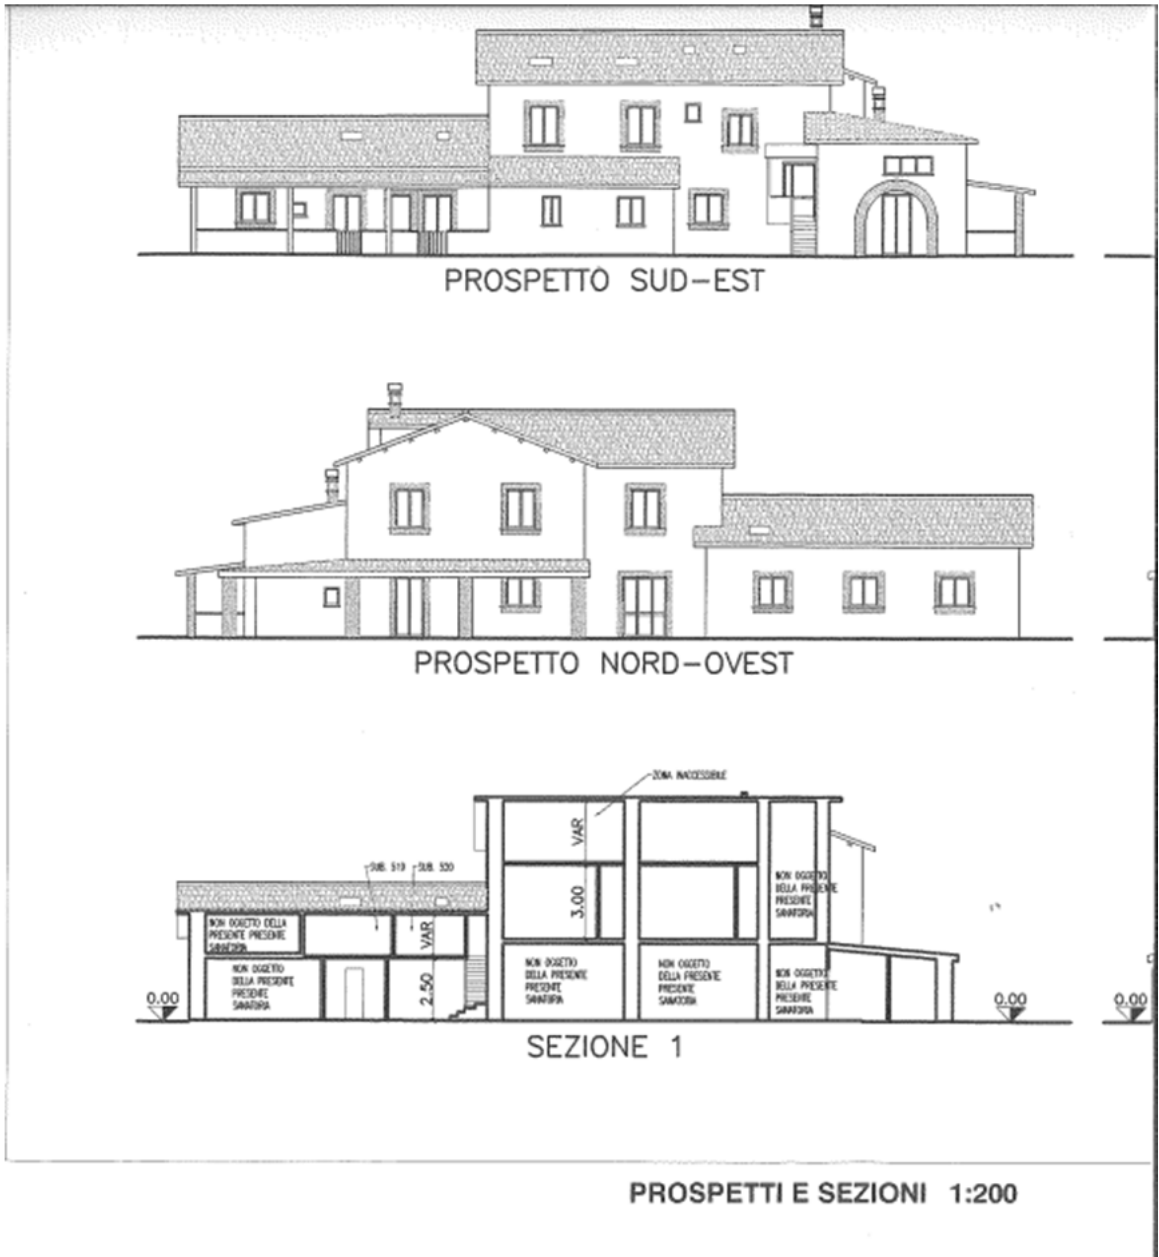 PROSPETTO SUD-EST
PROSPETTO NORD-OVEST
ZONA INACCESSIBILE
VAR
SUB. 519
SUB. 520
3.00
NON OGGETTO
DELLA PRESENTE
PRESENTE
SANATORIA
NON OGGETTO DELLA
PRESENTE PRESENTE
SANATORIA
VAR
NON OGGETTO
DELLA PRESENTE
PRESENTE
SANATORIA
2.50
NON OGGETTO
DELLA PRESENTE
PRESENTE
SANATORIA
NON OGGETTO
DELLA PRESENTE
PRESENTE
SANATORIA
NON OGGETTO
DELLA PRESENTE
PRESENTE
SANATORIA
0.00
0.00
0.00
SEZIONE 1
PROSPETTI E SEZIONI 1:200